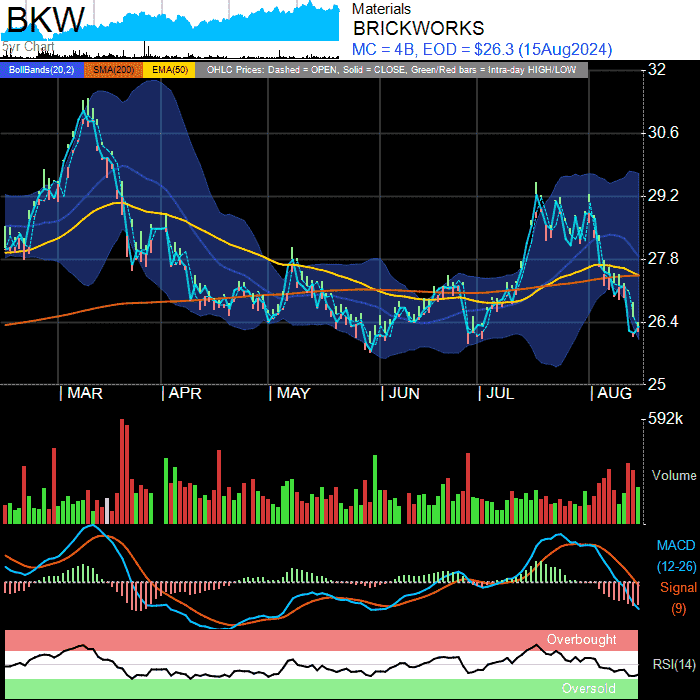 BKW
5yr Chart
Materials
BRICKWORKS
MC = 4B, EOD = $26.3 (15Aug2024)
BollBands(20,2) SMA(200) EMA(50) OHLC Prices: Dashed = OPEN, Solid = CLOSE, Green/Red bars = Intra-day HIGH/LOW
32
30.6
29.2
27.8
26.4
25
MAR APR MAY JUN JUL AUG
592k
Volume
MACD
(12-26)
Signal
(9)
Overbought
RSI(14)
Oversold